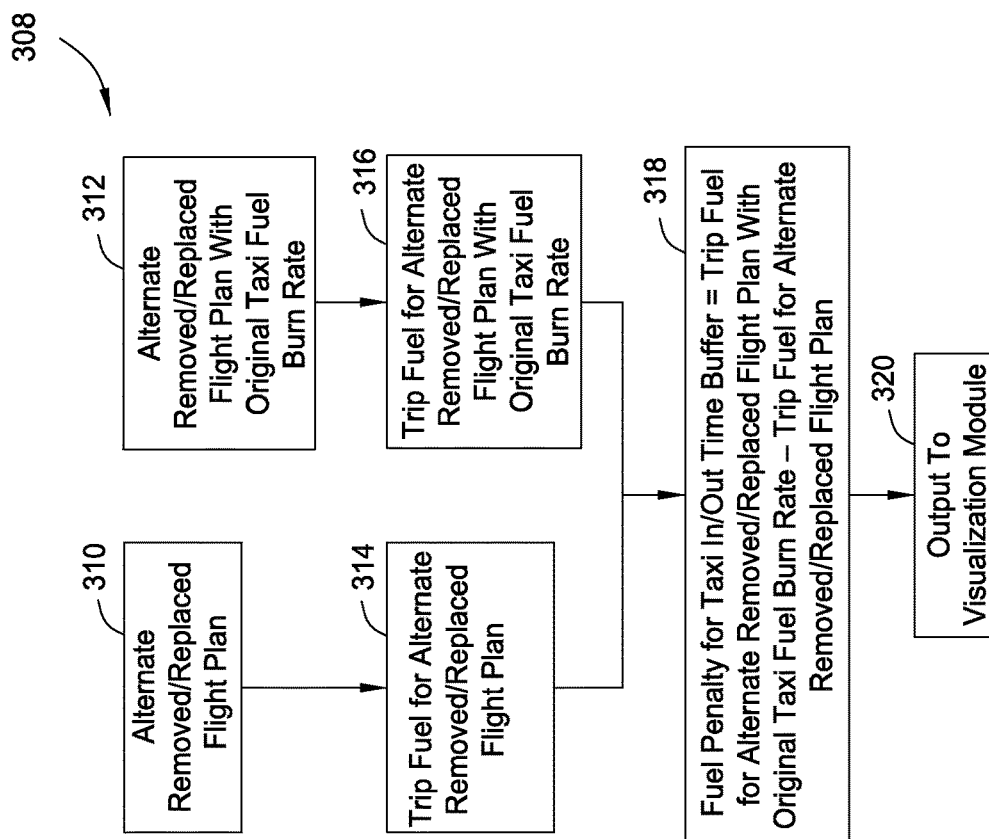 308
310
Alternate
Removed/Replaced
Flight Plan
312
Alternate
Removed/Replaced
Flight Plan With
Original Taxi Fuel
Burn Rate
314
Trip Fuel for Alternate
Removed/Replaced
Flight Plan
316
Trip Fuel for Alternate
Removed/Replaced
Flight Plan With
Original Taxi Fuel
Burn Rate
318
Fuel Penalty for Taxi In/Out Time Buffer = Trip Fuel
for Alternate Removed/Replaced Flight Plan With
Original Taxi Fuel Burn Rate – Trip Fuel for Alternate
Removed/Replaced Flight Plan
320
Output To
Visualization Module